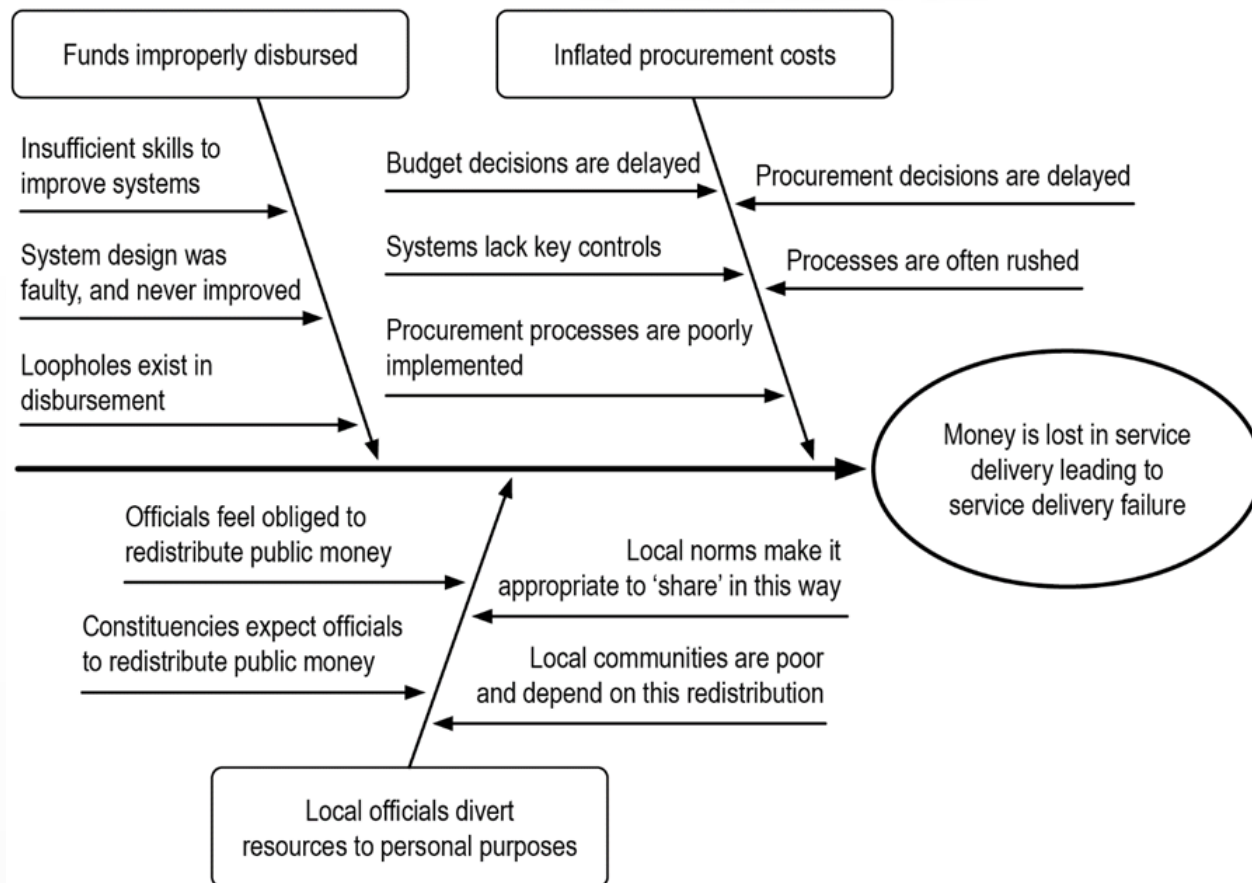 Funds improperly disbursed
Inflated procurement costs
Insufficient skills to
improve systems
System design was
faulty, and never improved
Loopholes exist in
disbursement
Budget decisions are delayed
Systems lack key controls
Procurement processes are poorly
implemented
Procurement decisions are delayed
Processes are often rushed
Money is lost in service
delivery leading to
service delivery failure
Officials feel obliged to
redistribute public money
Constituencies expect officials
to redistribute public money
Local norms make it
appropriate to ‘share’ in this way
Local communities are poor
and depend on this redistribution
Local officials divert
resources to personal purposes